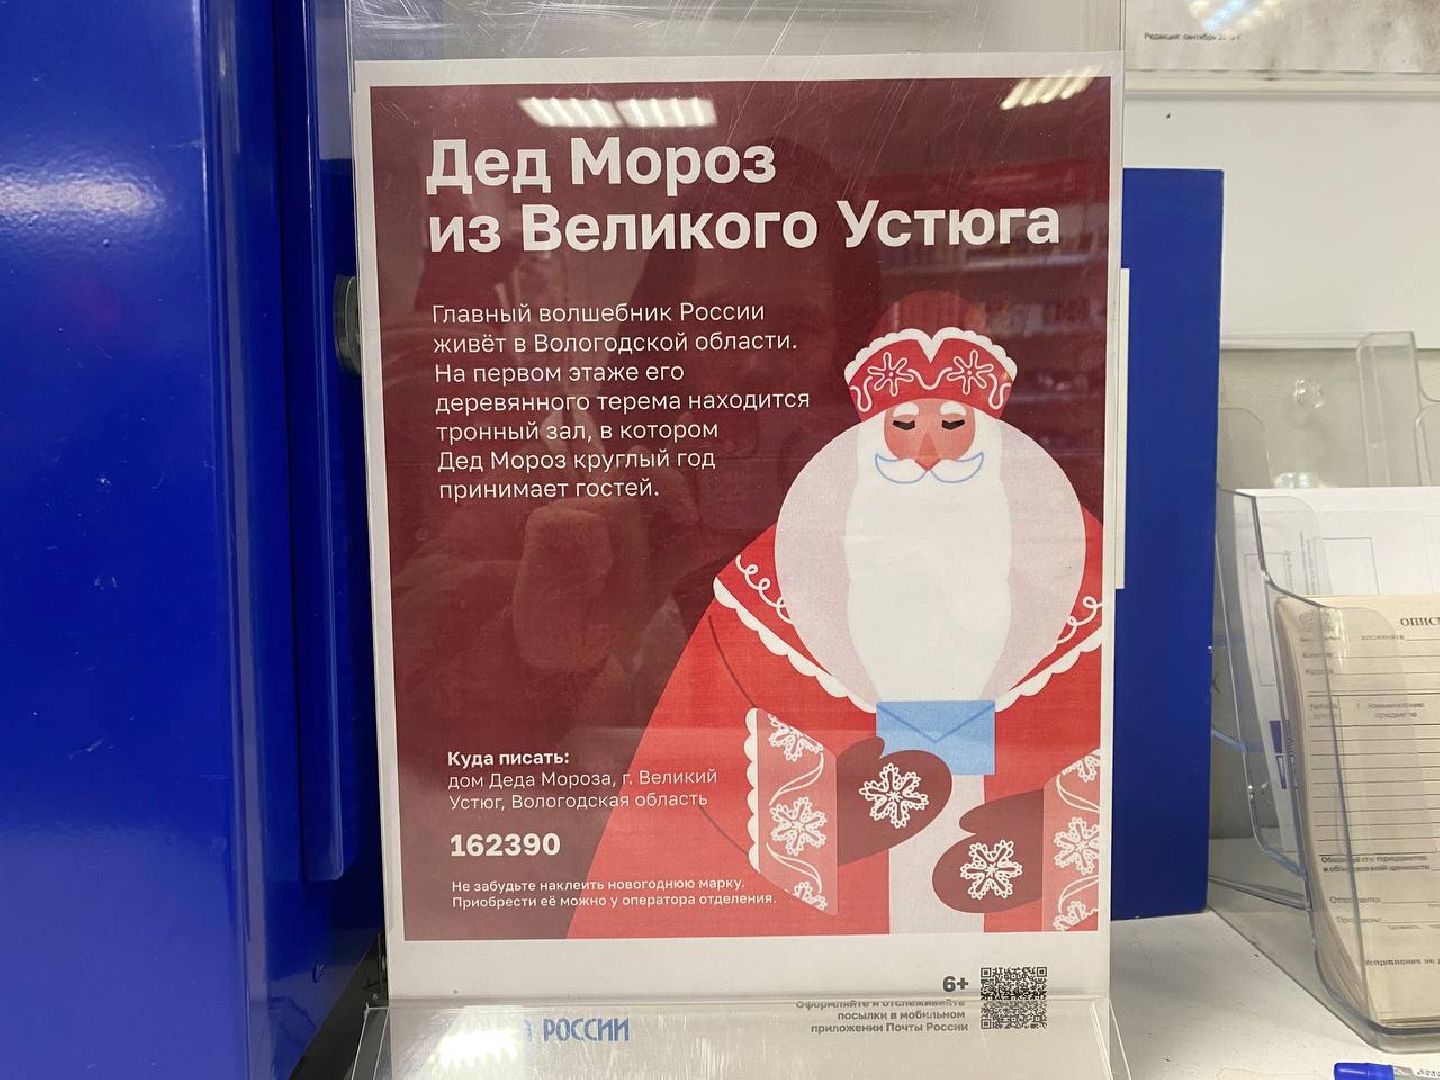 Дед Мороз
из Великого Устюга
Главный волшебник России
живёт в Вологодской области.
На первом этаже его
деревянного терема находится
тронный зал, в котором
Дед Мороз круглый год
принимает гостей.
Куда писать:
дом Деда Мороза, г. Великий
Устюг, Вологодская область
162390
Не забудьте наклеить новогоднюю марку.
Приобрести её можно у оператора отделения.
6+
Оформляйте и отслеживайте
посылки в мобильном
приложении Почты России
РОССИИ